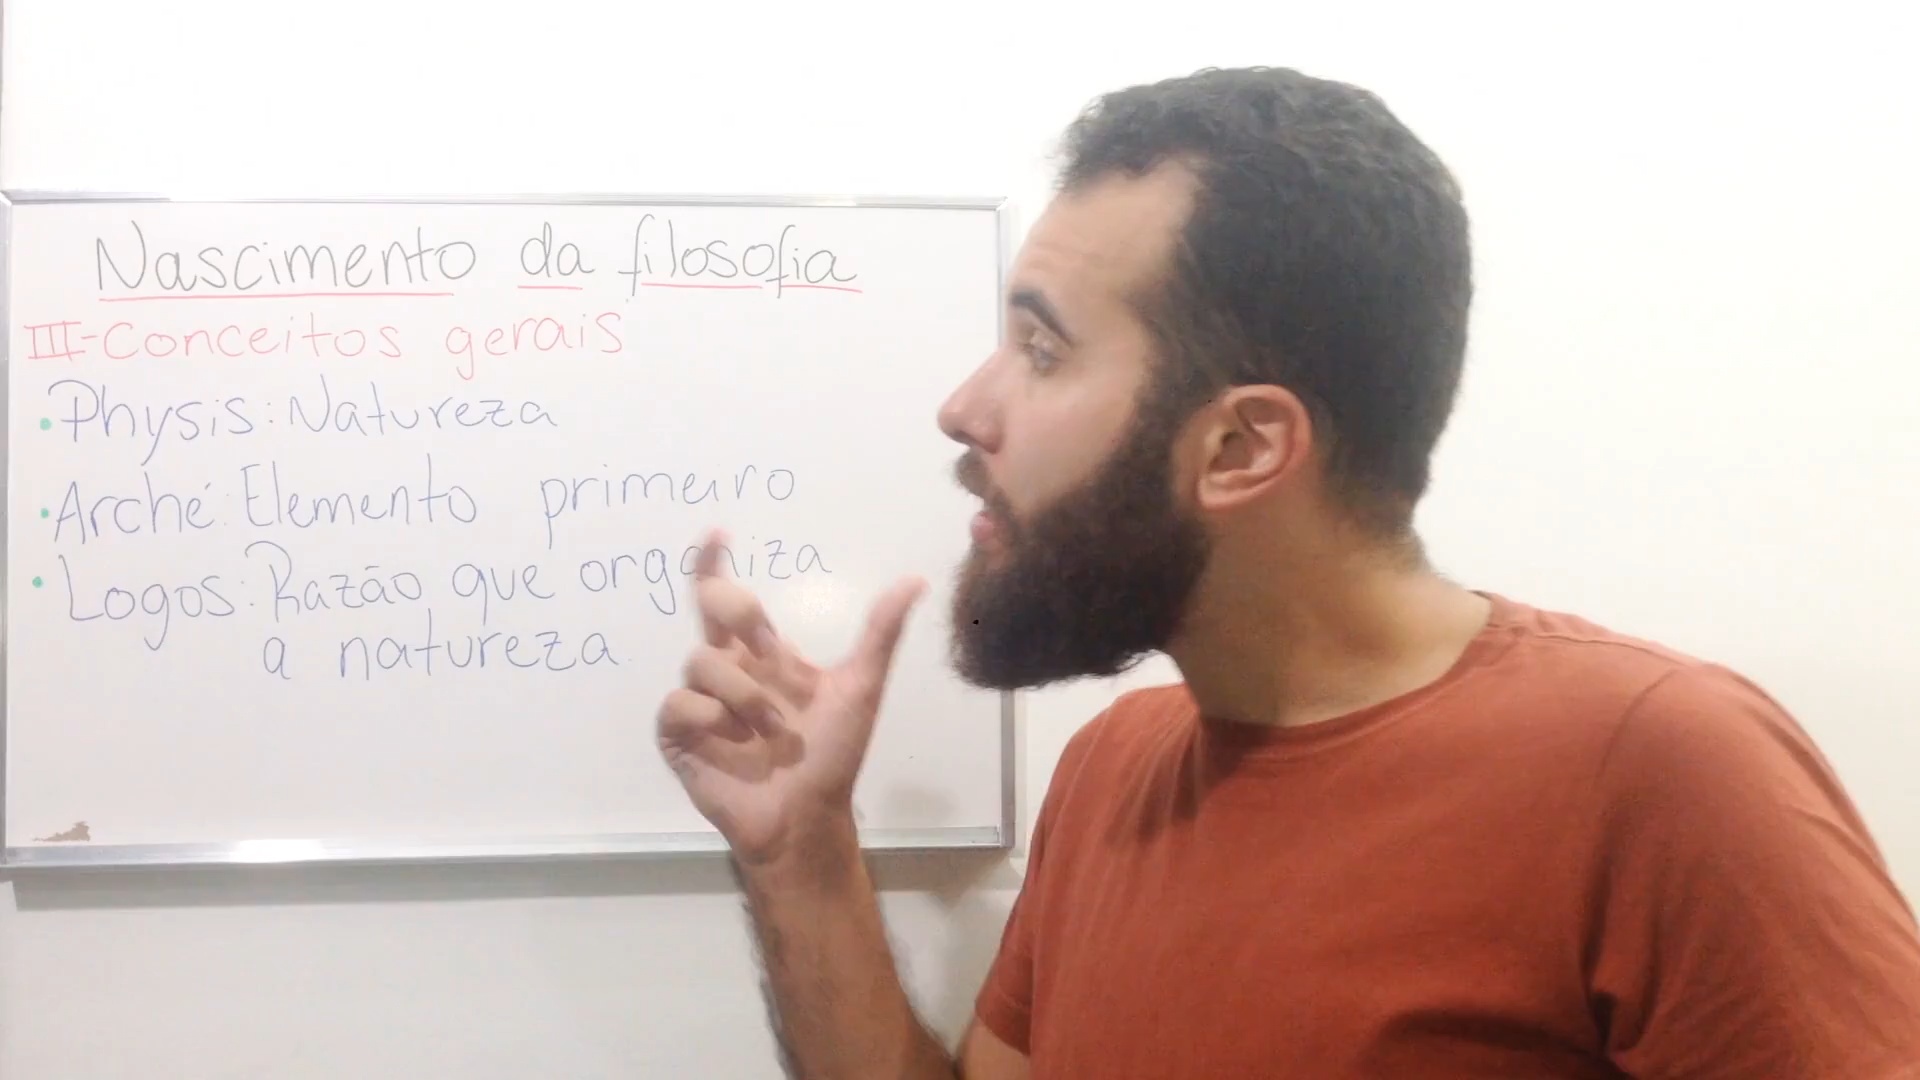 Nascimento da filosofia
III-Conceitos gerais
•Physis: Natureza
•Arché: Elemento primeiro
•Logos: Razão que organiza
a natureza.